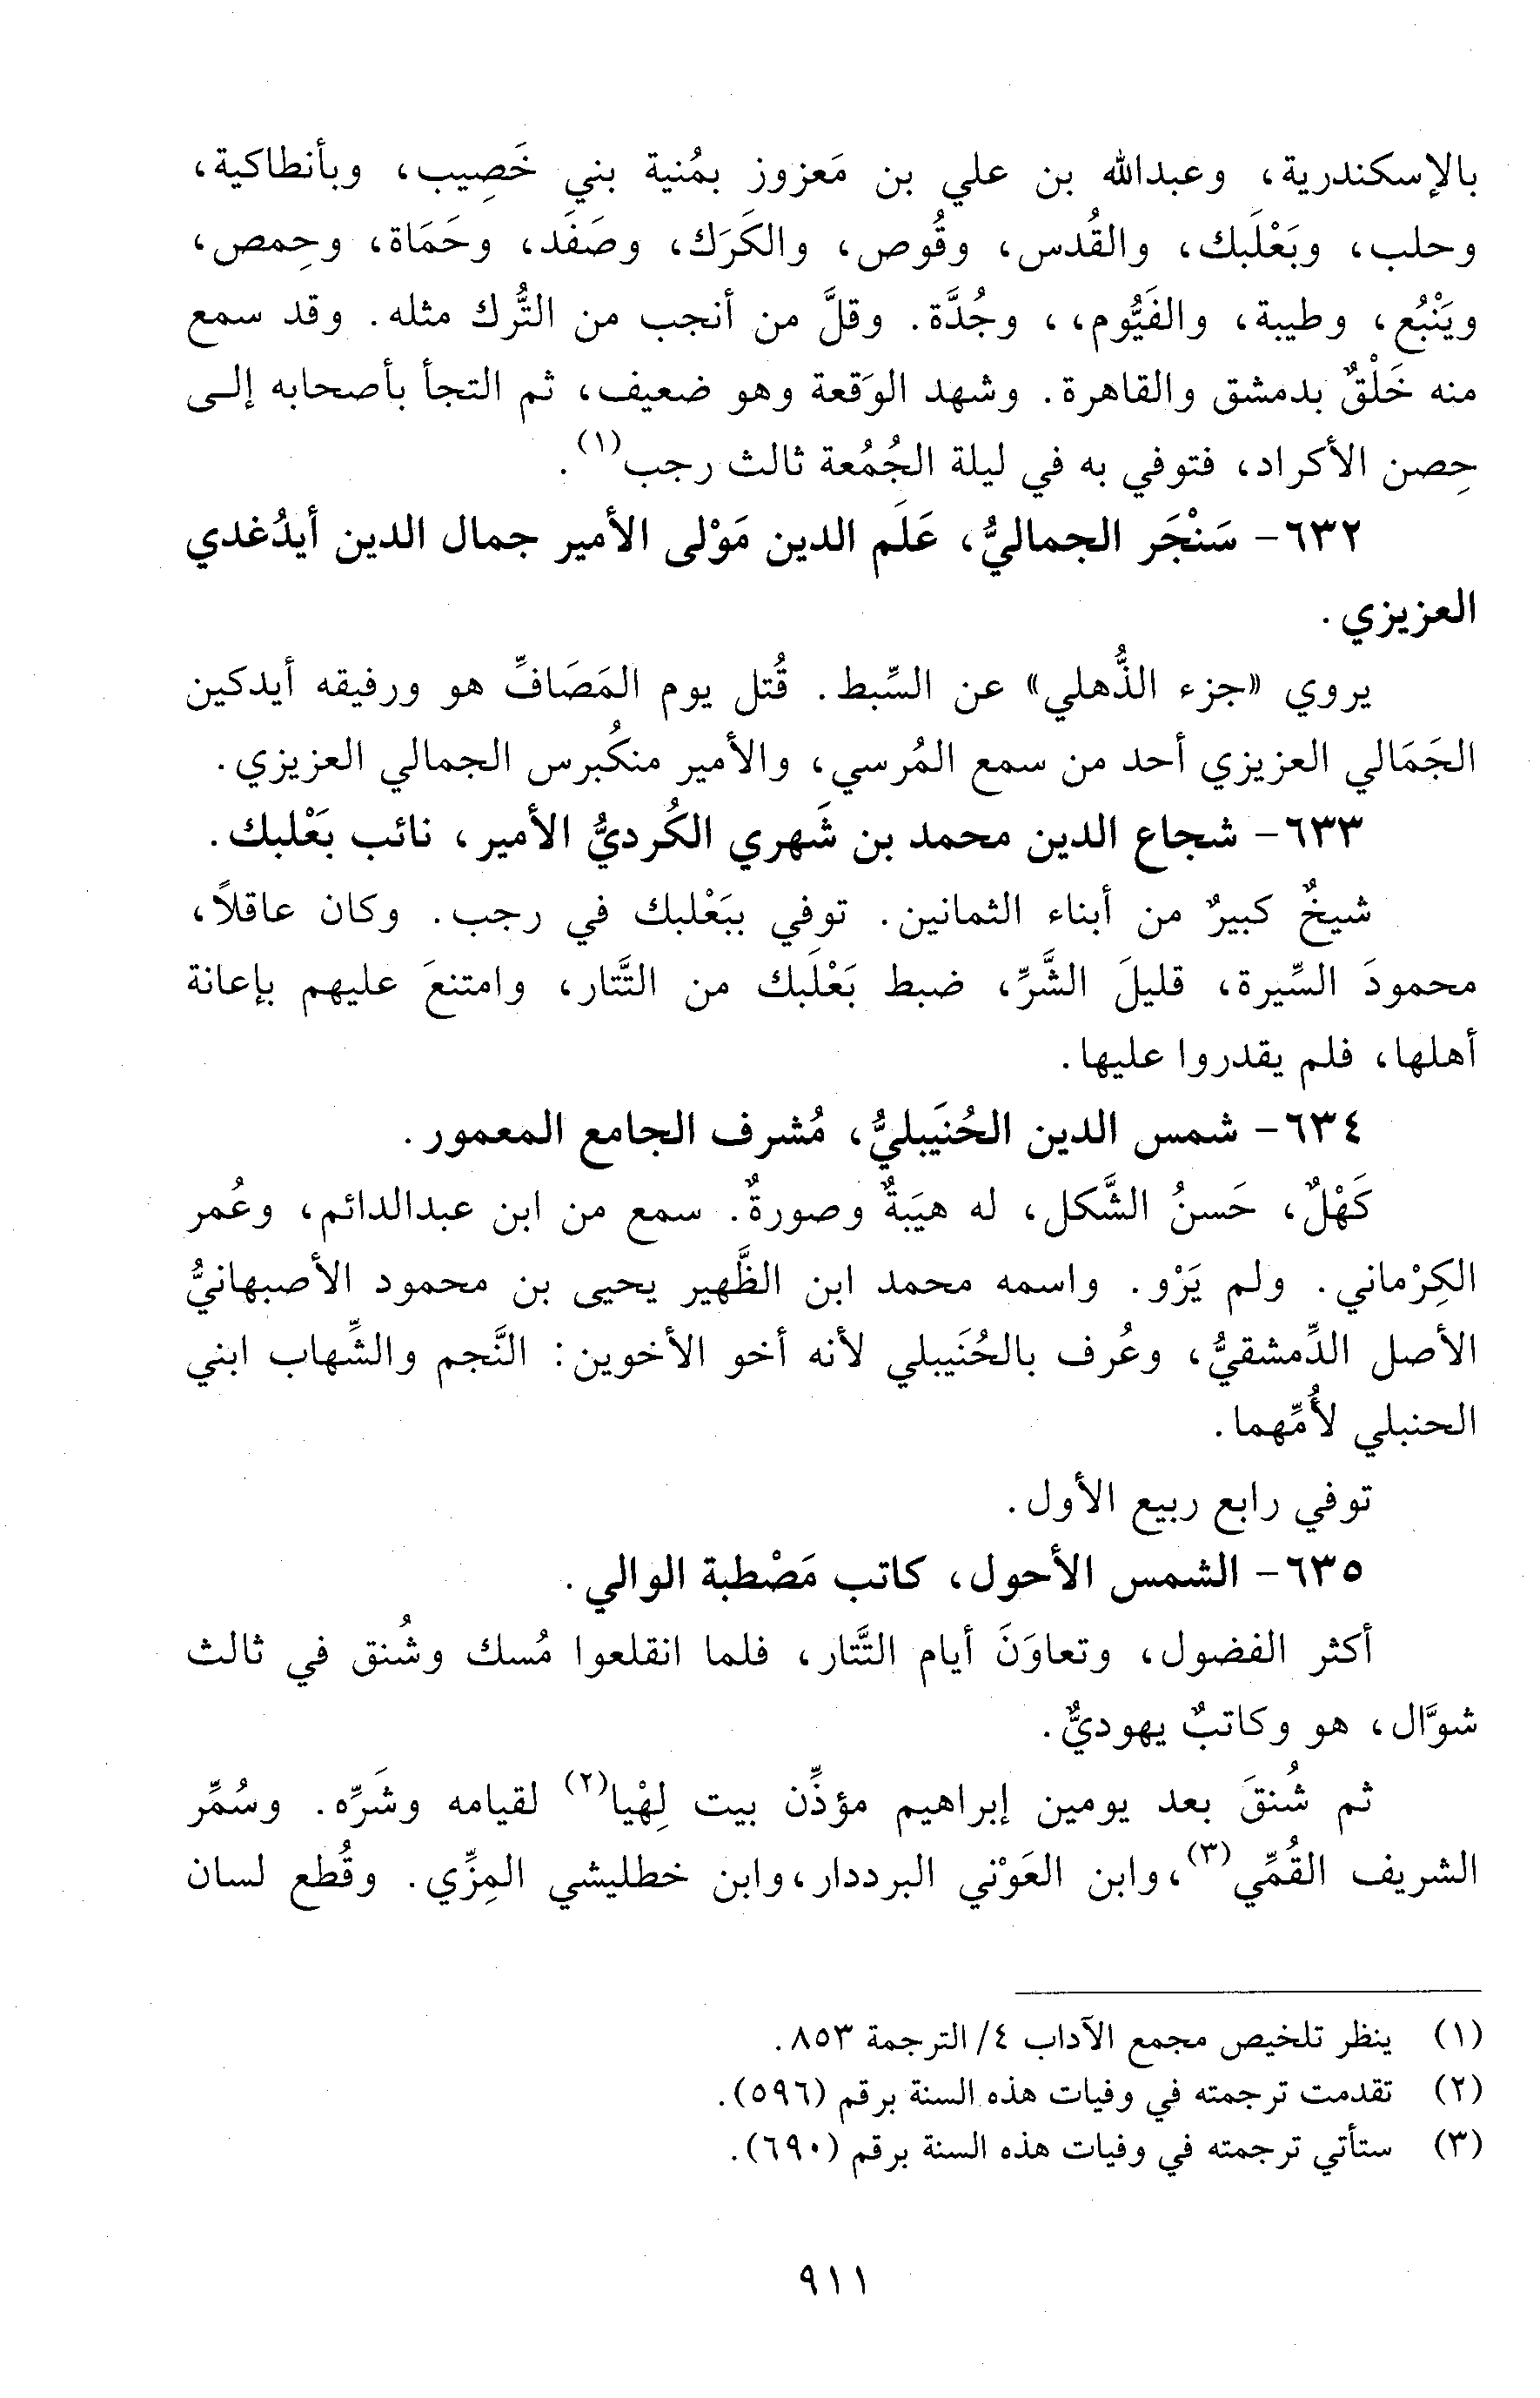 بالإسكندرية، وعبدالله بن علي بن مَعزوز بمُنية بني خَصِيب، وبأنطاكية،
وحلب، وبَعْلَبك، والقُدس، وقُوص، والكَرَك، وصَفَد، وحَمَاة، وحِمص،
ويَنْبُع، وطيبة، والفَيُّوم،، وجُدَّة. وقلَّ من أنجب من التُّرك مثله. وقد سمع
منه خَلْقٌ بدمشق والقاهرة. وشهد الوَقعة وهو ضعيف، ثم التجأ بأصحابه إلى
حِصن الأكراد، فتوفي به في ليلة الجُمُعة ثالث رجب(١).
٦٣٢- سَنْجَر الجماليُّ، عَلَم الدين مَوْلى الأمير جمال الدين أيدُغدي
العزيزي.
يروي «جزء الذُّهلي» عن السِّبط. قُتل يوم المَصَافِّ هو ورفيقه أيدكين
الجَمَالي العزيزي أحد من سمع المُرسي، والأمير منكُبرس الجمالي العزيزي.
٦٣٣- شجاع الدين محمد بن شَهري الكُرديُّ الأمير، نائب بَعْلبك.
شيخٌ كبيرٌ من أبناء الثمانين. توفي ببَعْلبك في رجب. وكان عاقلاً،
محمودَ السِّيرة، قليلَ الشَّرِّ، ضبط بَعْلَبك من التَّتار، وامتنعَ عليهم بإعانة
أهلها، فلم يقدروا عليها.
٦٣٤- شمس الدين الحُنَيبليُّ، مُشرف الجامع المعمور.
كَهْلٌ، حَسنُ الشَّكل، له هيَبةٌ وصورةٌ. سمع من ابن عبدالدائم، وعُمر
الكِرْماني. ولم يَرْو. واسمه محمد ابن الظَّهير يحيى بن محمود الأصبهانيُّ
الأصل الدِّمشقيُّ، وعُرف بالحُنَيبلي لأنه أخو الأخوين: النَّجم والشِّهاب ابني
الحنبلي لأُمِّهما.
توفي رابع ربيع الأول.
٦٣٥- الشمس الأحول، كاتب مَصْطبة الوالي.
أكثر الفضول، وتعاوَنَ أيام التَّتار، فلما انقلعوا مُسك وشُنق في ثالث
شوَّال، هو وكاتبٌ يهوديٌّ.
ثم شُنقَ بعد يومين إبراهيم مؤذِّن بيت لِهْيا(٢) لقيامه وشَرِّه. وسُمِّر
الشريف القُمِّي(٣)، وابن العَوْني البرددار، وابن خطليشي المِزِّي. وقُطع لسان
(١) ينظر تلخيص مجمع الآداب ٤/ الترجمة ٨٥٣.
(٢) تقدمت ترجمته في وفيات هذه السنة برقم (٥٩٦).
(٣) ستأتي ترجمته في وفيات هذه السنة برقم (٦٩٠).
٩١١